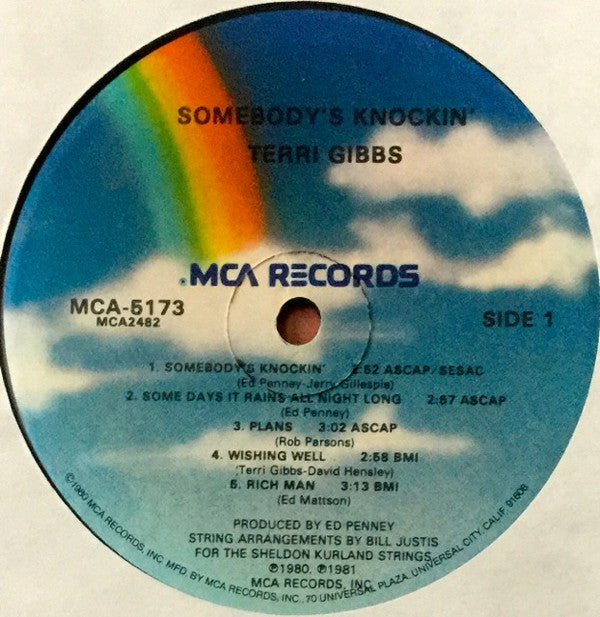 SOMEBODY'S KNOCKIN'
TERRI GIBBS
MCA RECORDS
MCA-5173
MCA2482
SIDE 1
1. SOMEBODY'S KNOCKIN' 2:52 ASCAP/SESAC
(Ed Penney-Jerry Gillespie)
2. SOME DAYS IT RAINS ALL NIGHT LONG 2:57 ASCAP
(Ed Penney)
3. PLANS 3:02 ASCAP
(Rob Parsons)
4. WISHING WELL 2:58 BMI
(Terri Gibbs-David Hensley)
5. RICH MAN 3:13 BMI
(Ed Mattson)
PRODUCED BY ED PENNEY
STRING ARRANGEMENTS BY BILL JUSTIS
FOR THE SHELDON KURLAND STRINGS
℗1980, ℗1981
MCA RECORDS, INC.
©1980 MCA RECORDS, INC. MFD. BY MCA RECORDS, INC., 70 UNIVERSAL PLAZA, UNIVERSAL CITY, CALIF. 91608